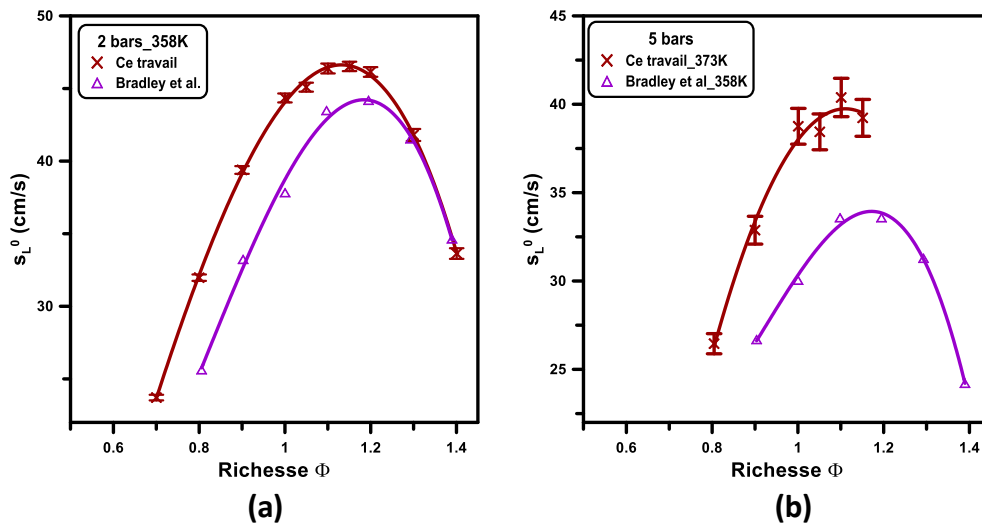 50
40
30
s_L^0 (cm/s)
2 bars_358K
Ce travail
Bradley et al.
0.6 0.8 1 1.2 1.4
Richesse Φ
(a)
45
40
35
30
25
s_L^0 (cm/s)
5 bars
Ce travail_373K
Bradley et al_358K
0.6 0.8 1 1.2 1.4
Richesse Φ
(b)